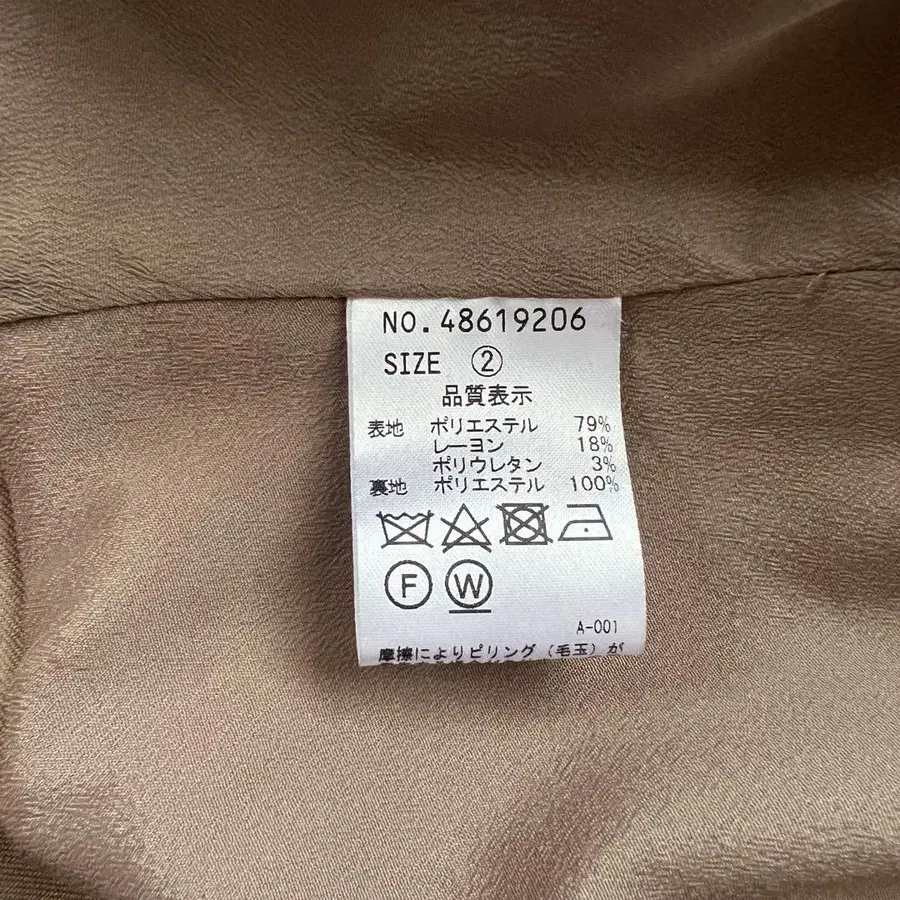 NO.48619206
SIZE ②
品質表示
表地 ポリエステル 79%
レーヨン 18%
ポリウレタン 3%
裏地 ポリエステル 100%
F W
A-001
摩擦によりピリング(毛玉)が